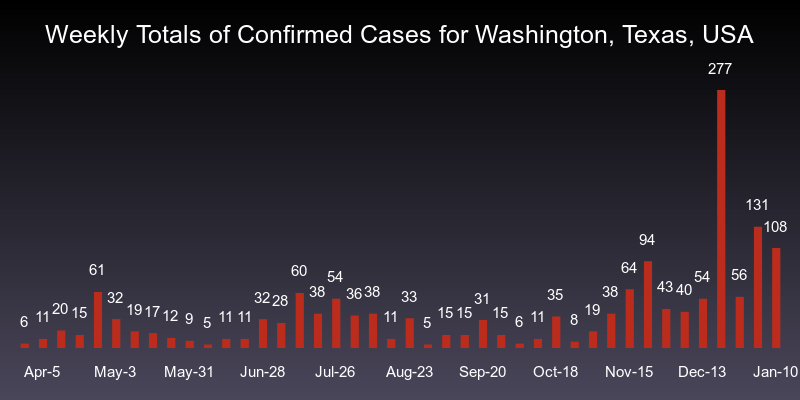 Weekly Totals of Confirmed Cases for Washington, Texas, USA
6 11 20 15 61 32 19 17 12 9 5 11 11 32 28 60 38 54 36 38 11 33 5 15 15 31 15 6 11 35 8 19 38 64 94 43 40 54 277 56 131 108
Apr-5 May-3 May-31 Jun-28 Jul-26 Aug-23 Sep-20 Oct-18 Nov-15 Dec-13 Jan-10